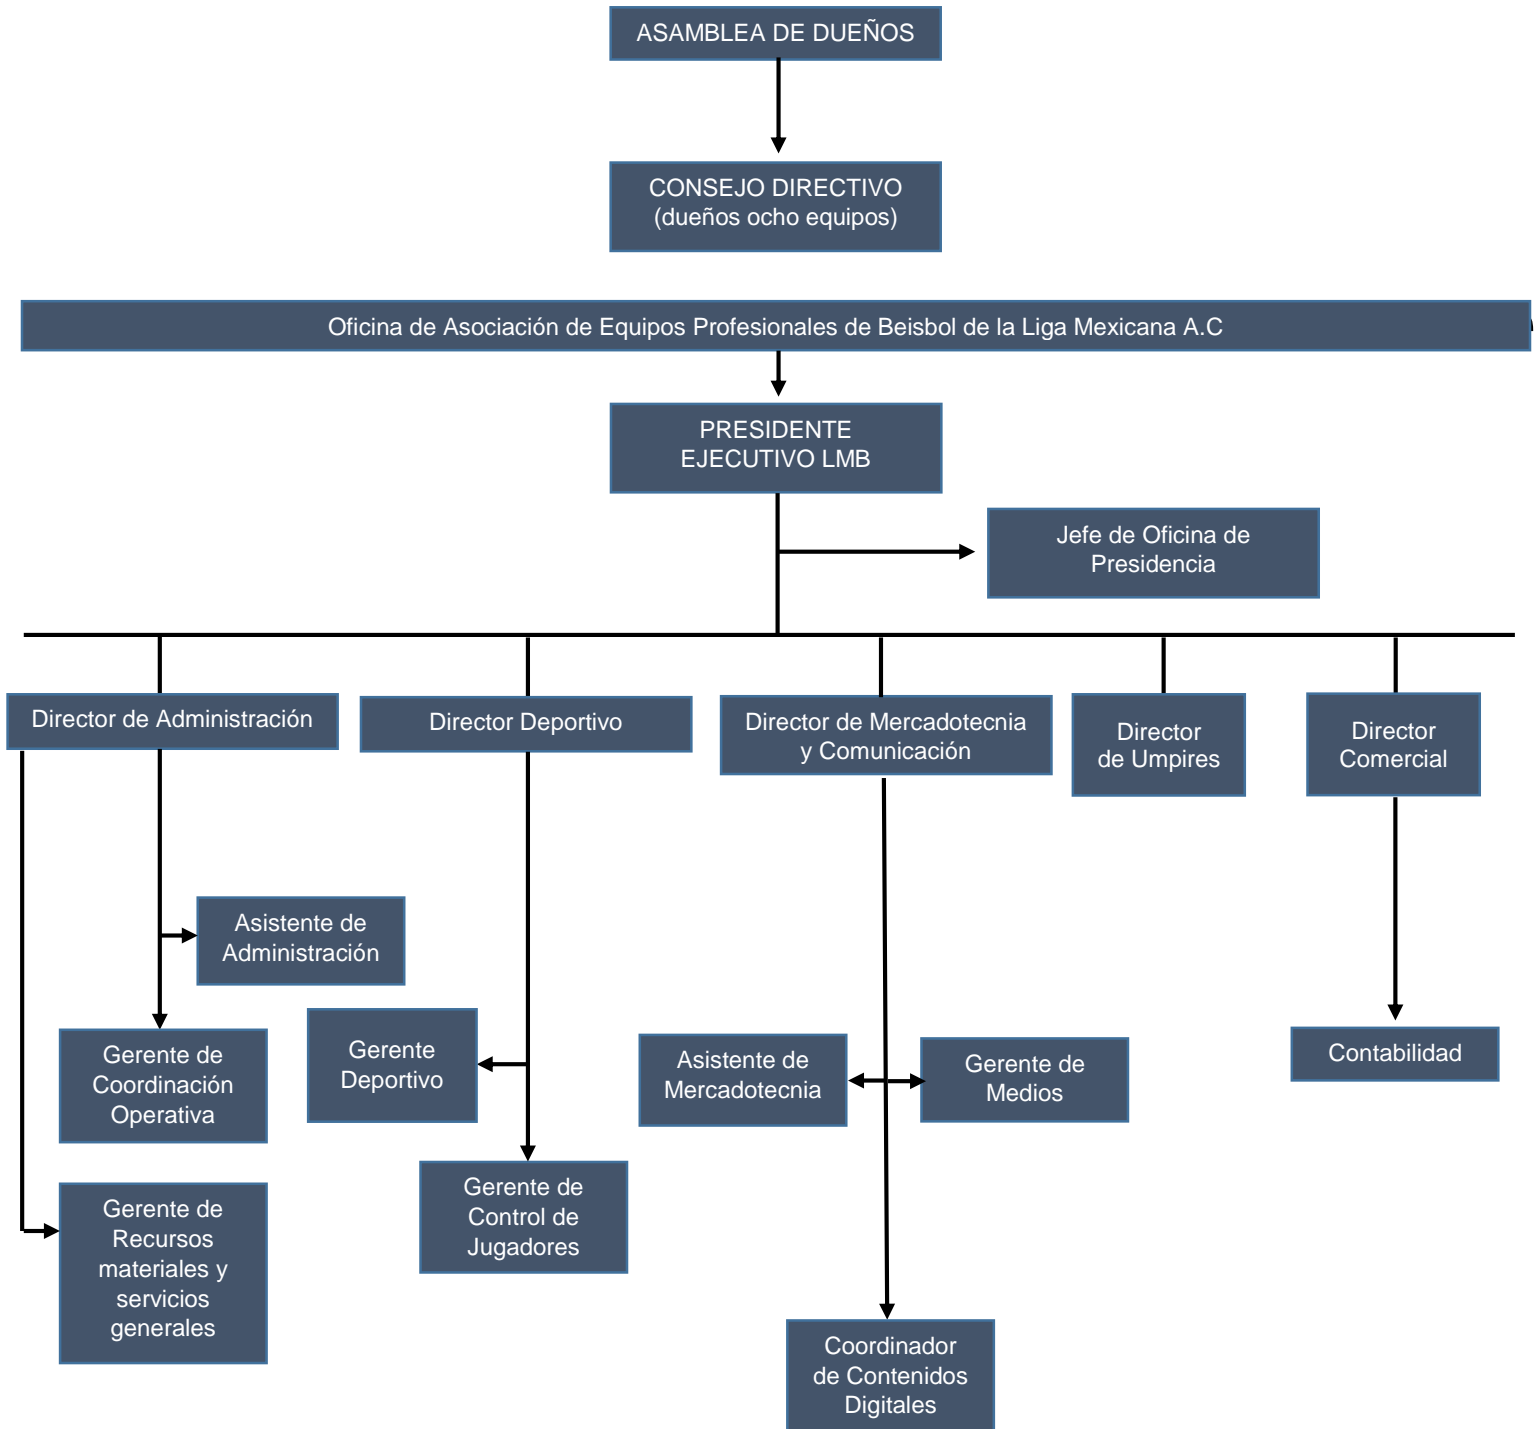 ASAMBLEA DE DUEÑOS
CONSEJO DIRECTIVO
(dueños ocho equipos)
Oficina de Asociación de Equipos Profesionales de Beisbol de la Liga Mexicana A.C
PRESIDENTE
EJECUTIVO LMB
Jefe de Oficina de
Presidencia
Director de Administración
Director Deportivo
Director de Mercadotecnia
y Comunicación
Director
de Umpires
Director
Comercial
Asistente de
Administración
Gerente de
Coordinación
Operativa
Gerente
Deportivo
Asistente de
Mercadotecnia
Gerente de
Medios
Contabilidad
Gerente de
Recursos
materiales y
servicios
generales
Gerente de
Control de
Jugadores
Coordinador
de Contenidos
Digitales